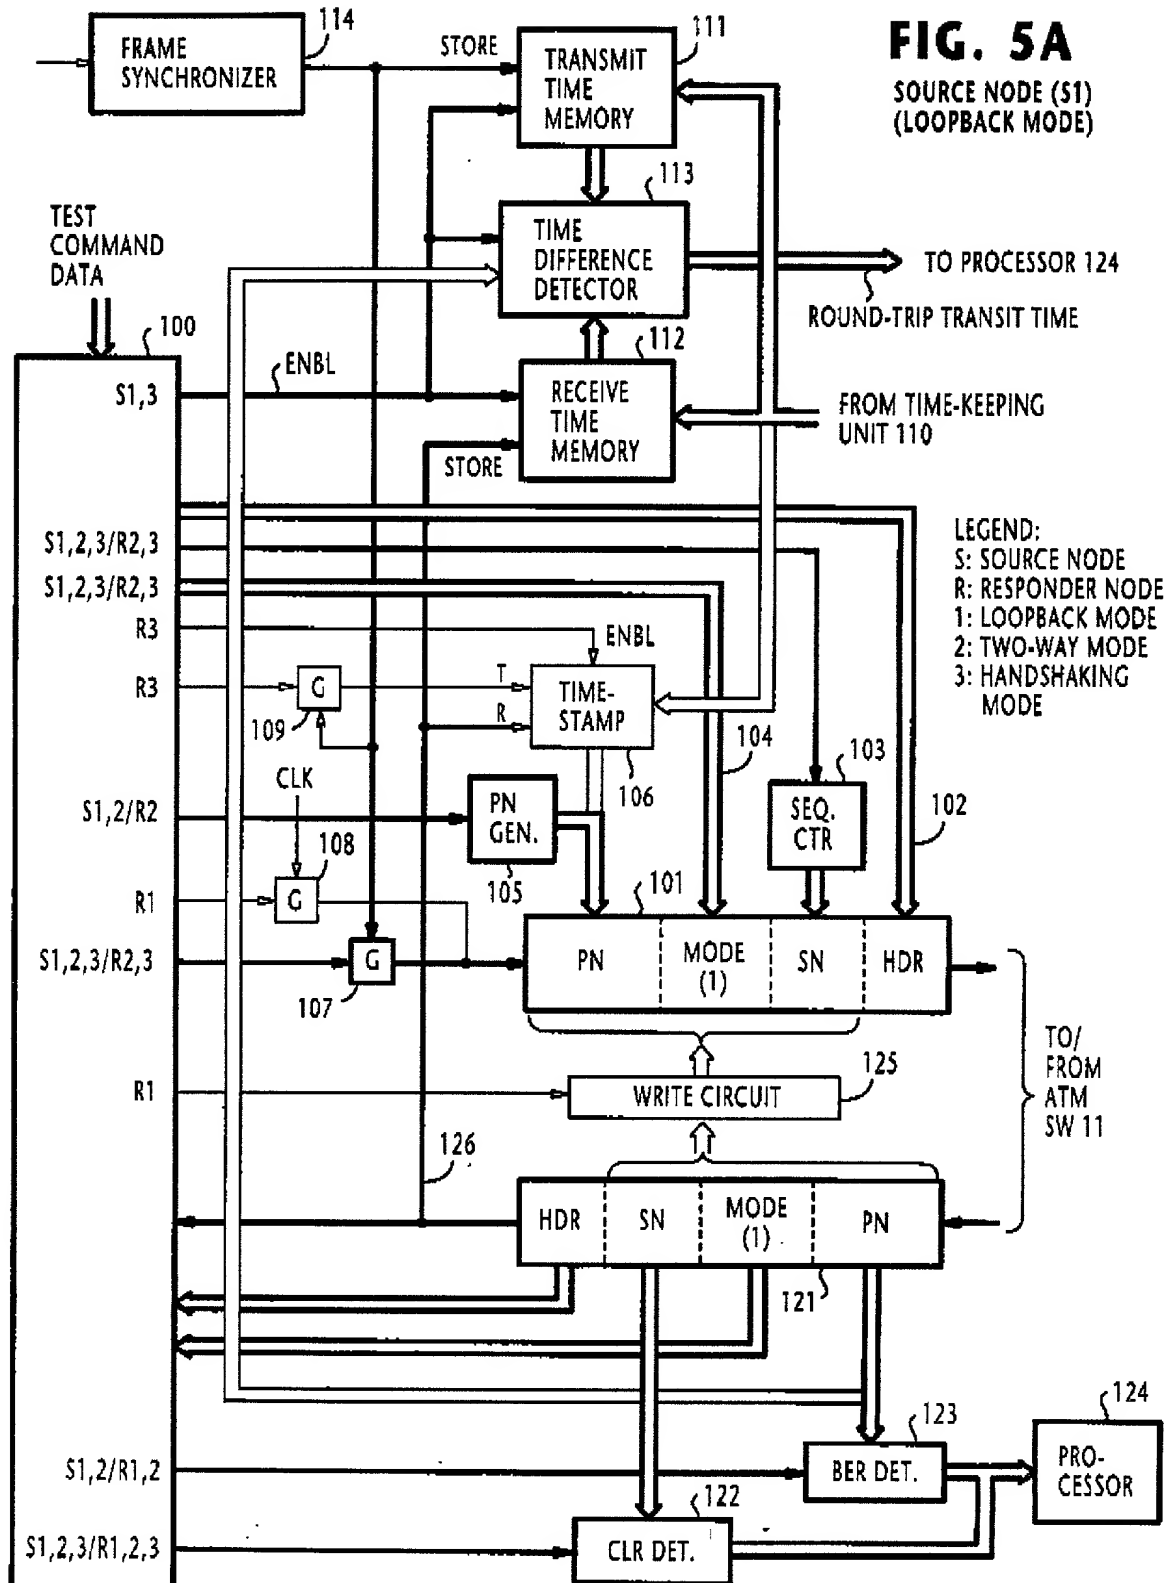 FIG. 5A
SOURCE NODE (S1)
(LOOPBACK MODE)
114
FRAME
SYNCHRONIZER
STORE
111
TRANSMIT
TIME
MEMORY
113
TIME
DIFFERENCE
DETECTOR
TO PROCESSOR 124
ROUND-TRIP TRANSIT TIME
TEST
COMMAND
DATA
100
112
S1,3
ENBL
RECEIVE
TIME
MEMORY
STORE
FROM TIME-KEEPING
UNIT 110
LEGEND:
S: SOURCE NODE
R: RESPONDER NODE
1: LOOPBACK MODE
2: TWO-WAY MODE
3: HANDSHAKING
MODE
S1,2,3/R2,3
S1,2,3/R2,3
R3
ENBL
R3
G
109
T
R
TIME-
STAMP
106
104
103
102
CLK
S1,2/R2
PN
GEN.
105
SEQ.
CTR
108
R1
G
101
S1,2,3/R2,3
G
107
PN
MODE
(1)
SN
HDR
R1
WRITE CIRCUIT
125
TO/
FROM
ATM
SW 11
126
HDR
SN
MODE
(1)
PN
121
123
124
S1,2/R1,2
BER DET.
PRO-
CESSOR
122
S1,2,3/R1,2,3
CLR DET.